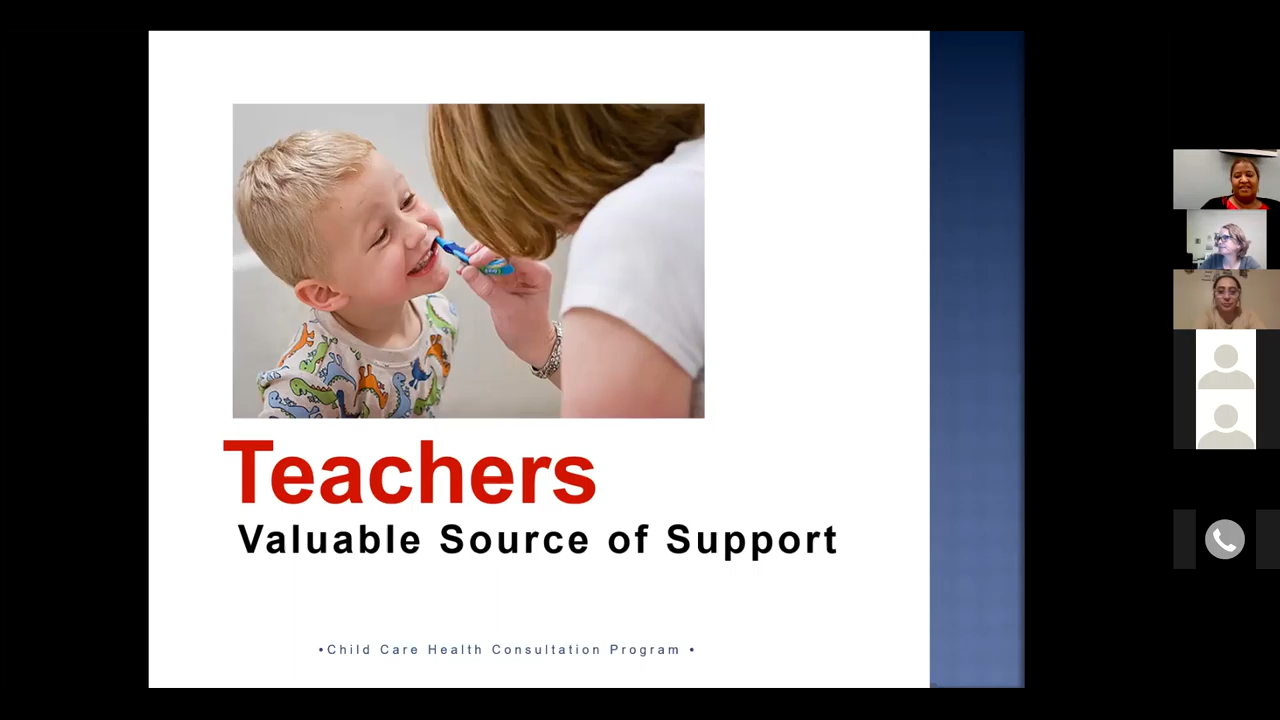 Teachers
Valuable Source of Support
•Child Care Health Consultation Program •